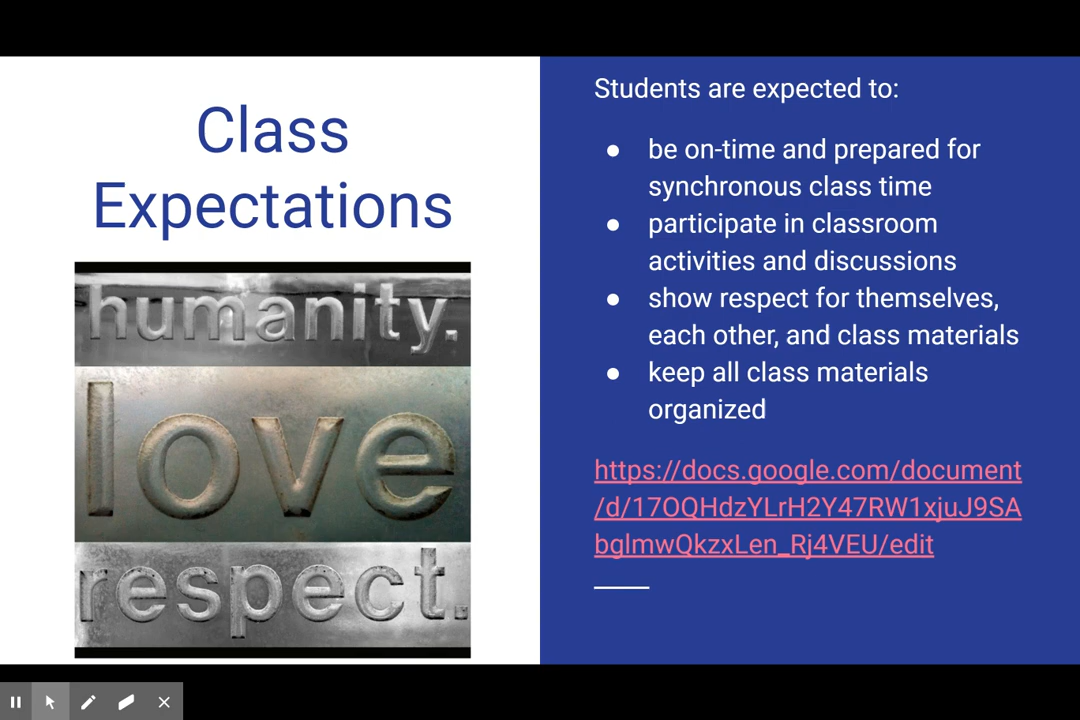 Class
Expectations
humanity.
love
respect.
Students are expected to:
● be on-time and prepared for
synchronous class time
● participate in classroom
activities and discussions
● show respect for themselves,
each other, and class materials
● keep all class materials
organized
https://docs.google.com/document
/d/17OQHdzYLrH2Y47RW1xjuJ9SA
bglmwQkzxLen_Rj4VEU/edit